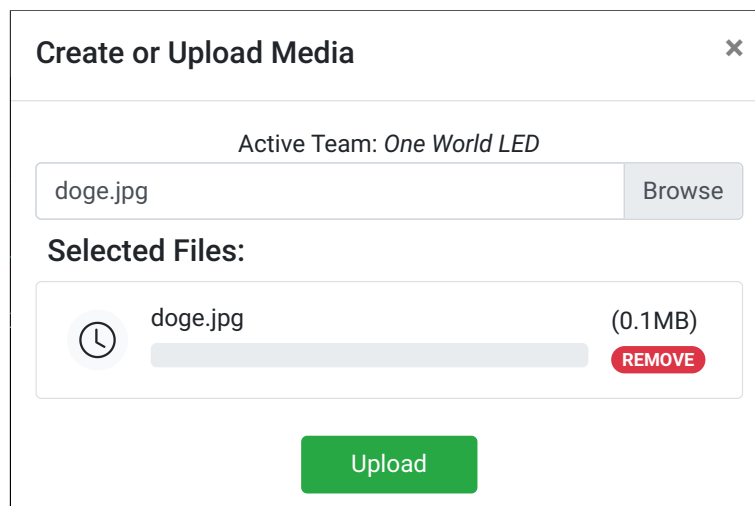 Create or Upload Media ×
Active Team: One World LED
doge.jpg Browse
Selected Files:
doge.jpg (0.1MB)
REMOVE
Upload